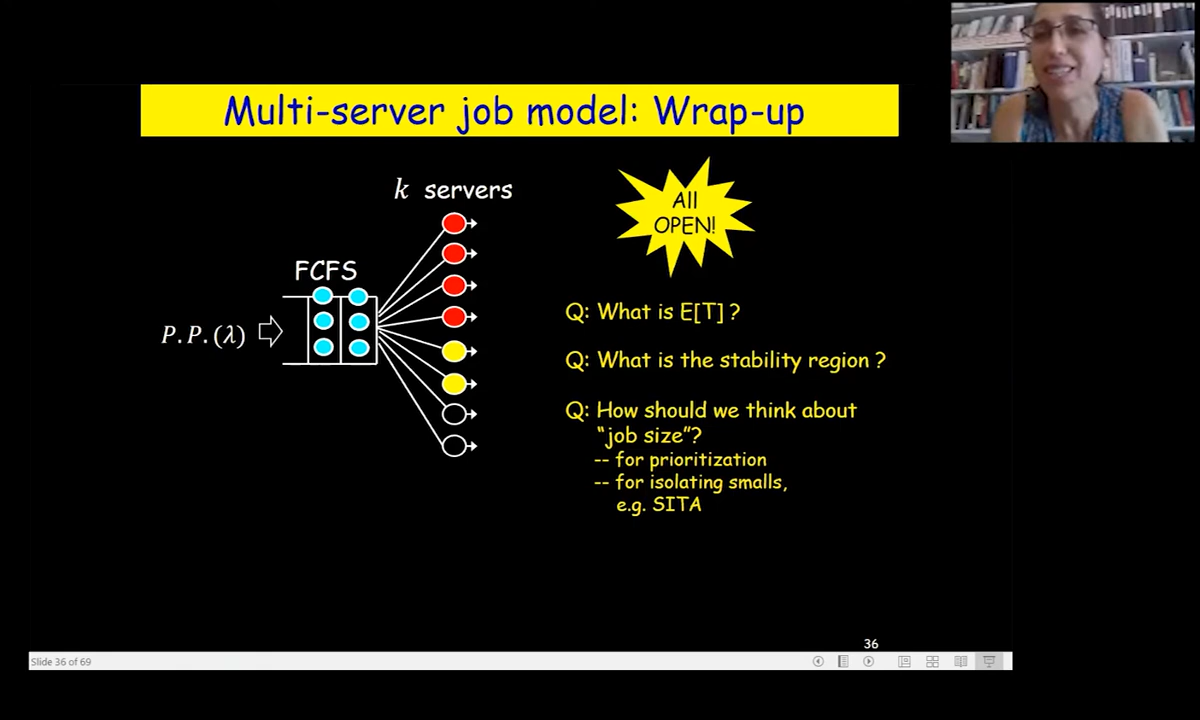 Multi-server job model: Wrap-up
k servers
All
OPEN!
FCFS
P.P.(λ)
Q: What is E[T] ?
Q: What is the stability region ?
Q: How should we think about
“job size”?
-- for prioritization
-- for isolating smalls,
e.g. SITA
36
Slide 36 of 69